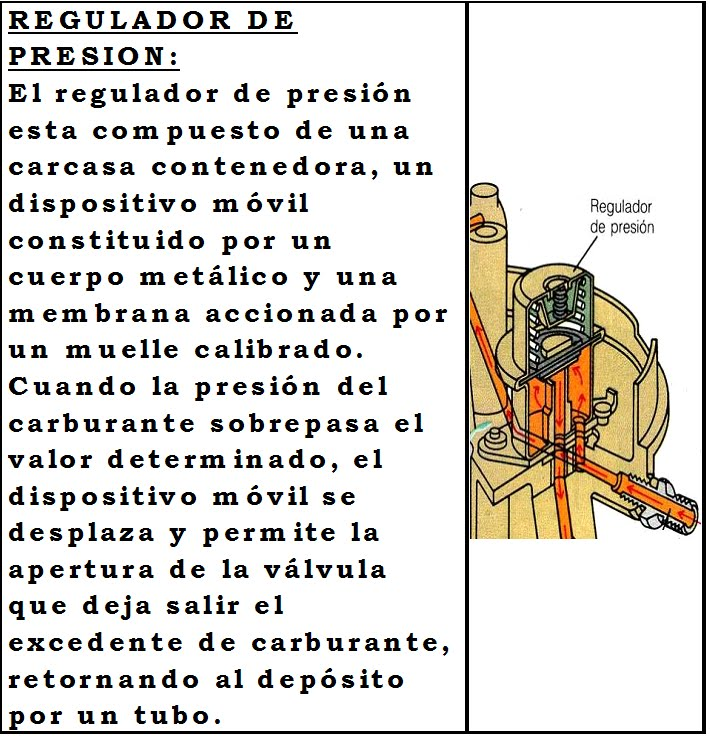 REGULADOR DE
PRESION:
El regulador de presión
esta compuesto de una
carcasa contenedora, un
dispositivo móvil
constituido por un
cuerpo metálico y una
membrana accionada por
un muelle calibrado.
Cuando la presión del
carburante sobrepasa el
valor determinado, el
dispositivo móvil se
desplaza y permite la
apertura de la válvula
que deja salir el
excedente de carburante,
retornando al depósito
por un tubo.
Regulador
de presión